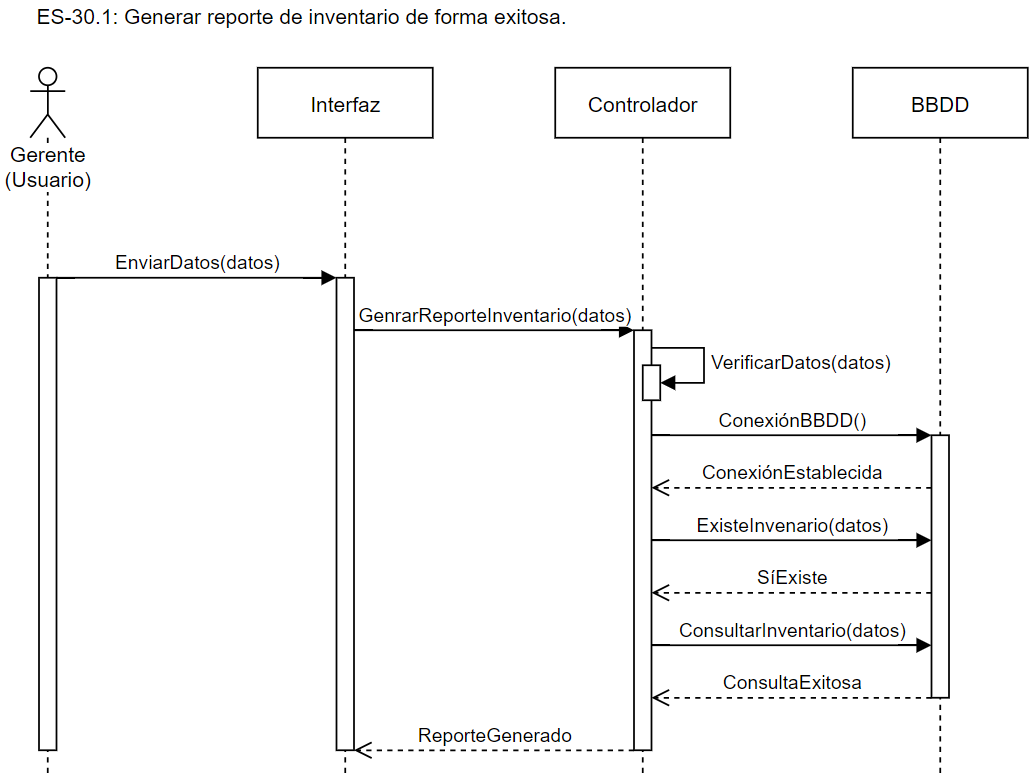 ES-30.1: Generar reporte de inventario de forma exitosa.
Interfaz
Controlador
BBDD
Gerente
(Usuario)
EnviarDatos(datos)
GenrarReporteInventario(datos)
VerificarDatos(datos)
ConexiónBBDD()
ConexiónEstablecida
ExisteInvenario(datos)
SíExiste
ConsultarInventario(datos)
ConsultaExitosa
ReporteGenerado